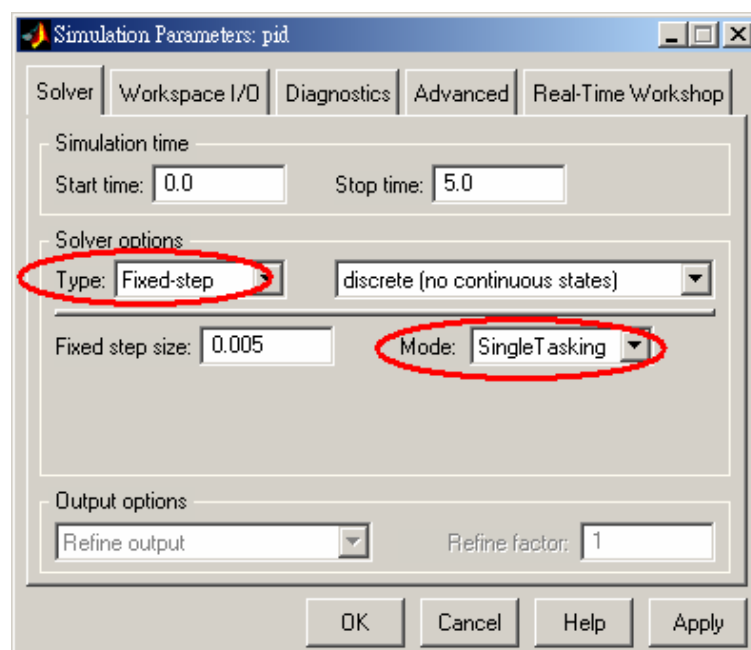 Simulation Parameters: pid
Solver Workspace I/O Diagnostics Advanced Real-Time Workshop
Simulation time
Start time: 0.0 Stop time: 5.0
Solver options
Type: Fixed-step discrete (no continuous states)
Fixed step size: 0.005 Mode: SingleTasking
Output options
Refine output Refine factor: 1
OK Cancel Help Apply